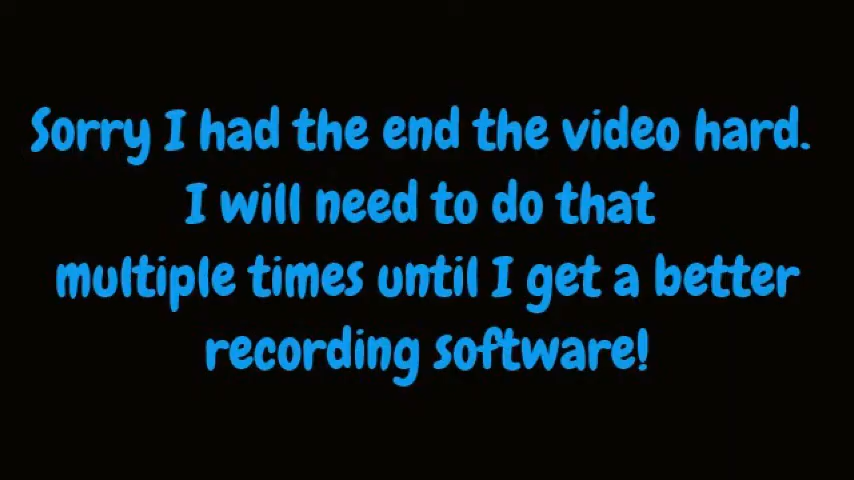 Sorry I had the end the video hard.
I will need to do that
multiple times until I get a better
recording software!